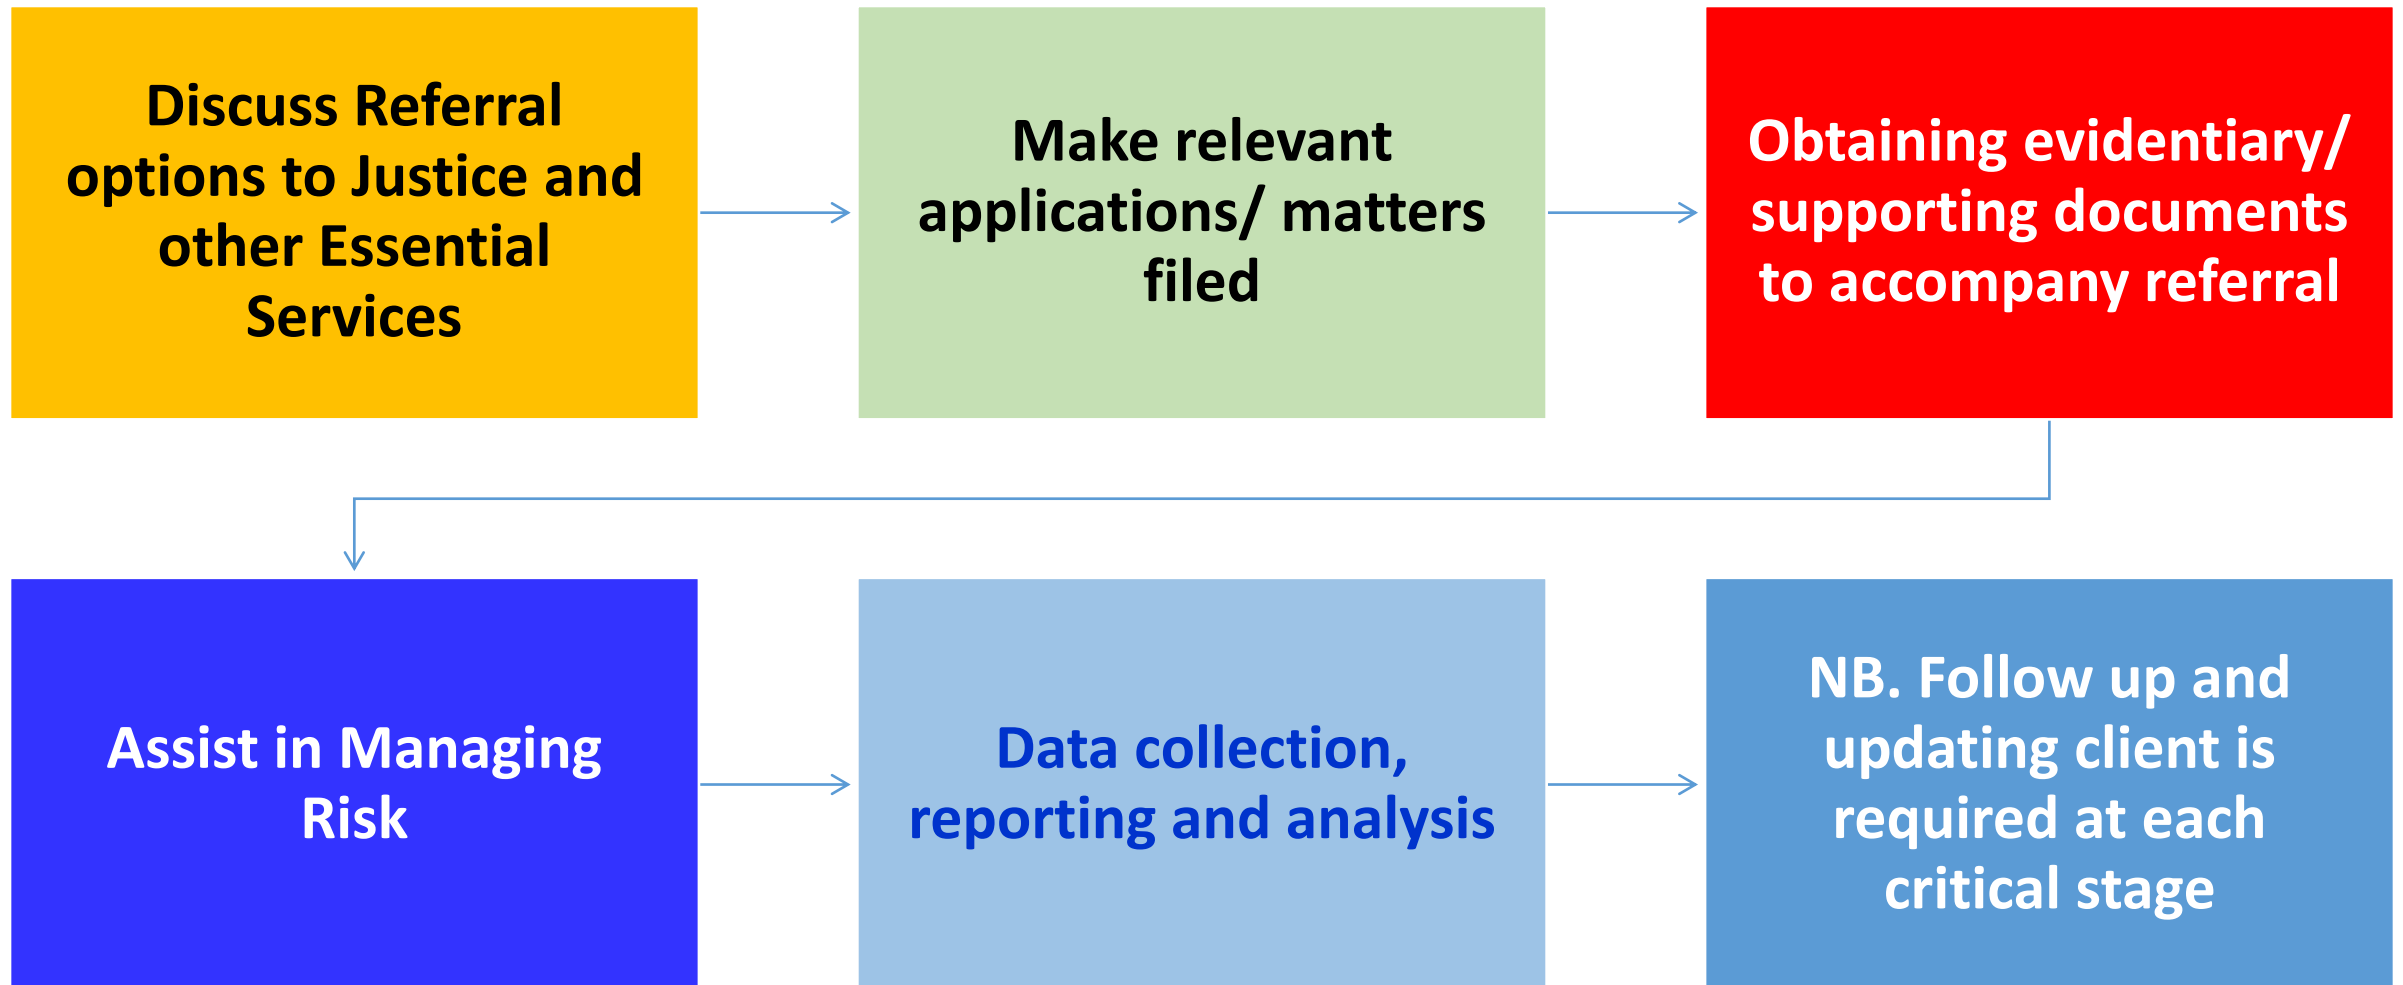 Discuss Referral
options to Justice and
other Essential
Services
Make relevant
applications/ matters
filed
Obtaining evidentiary/
supporting documents
to accompany referral
Assist in Managing
Risk
Data collection,
reporting and analysis
NB. Follow up and
updating client is
required at each
critical stage